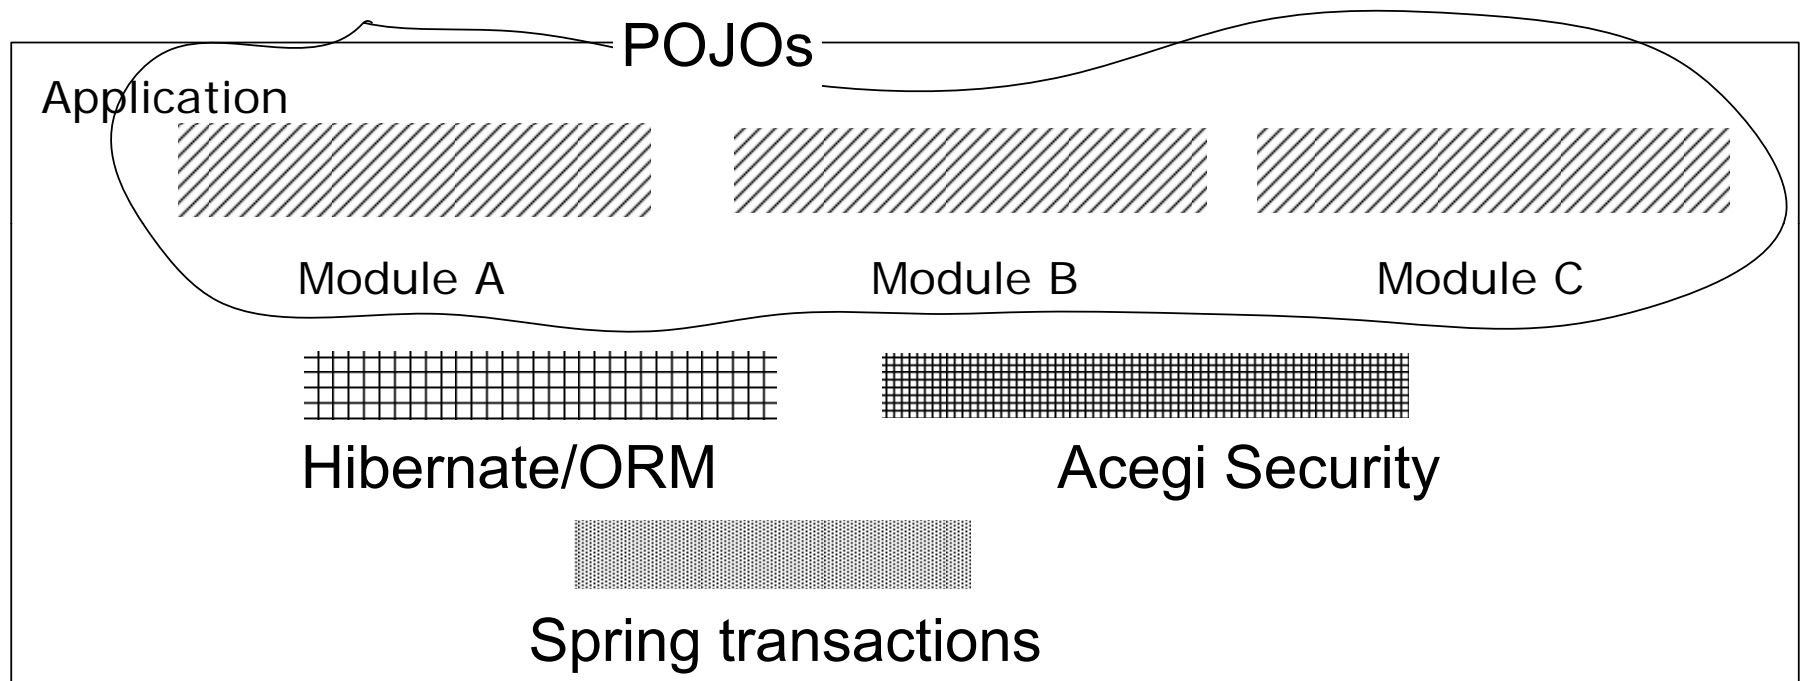 POJOs
Application
Module A
Module B
Module C
Hibernate/ORM
Acegi Security
Spring transactions